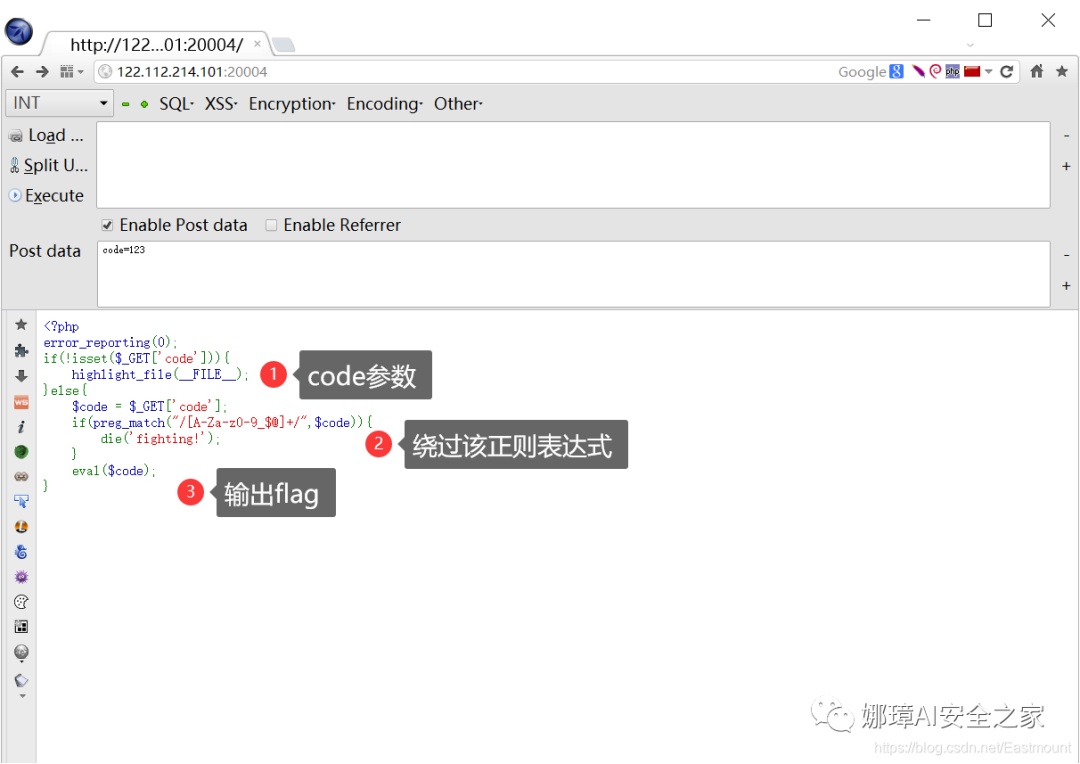 http://122...01:20004/
122.112.214.101:20004
Google
php
INT
SQL XSS Encryption Encoding Other
Load ...
Split U...
Execute
Enable Post data Enable Referrer
Post data
code=123
<?php
error_reporting(0);
if(!isset($_GET['code'])){
highlight_file(__FILE__);
1 code参数
}else{
$code = $_GET['code'];
if(preg_match("/[A-Za-z0-9_$@]+/",$code)){
die('fighting!');
2 绕过该正则表达式
}
eval($code);
3 输出flag
}
娜璋AI安全之家
https://blog.csdn.net/Eastmount